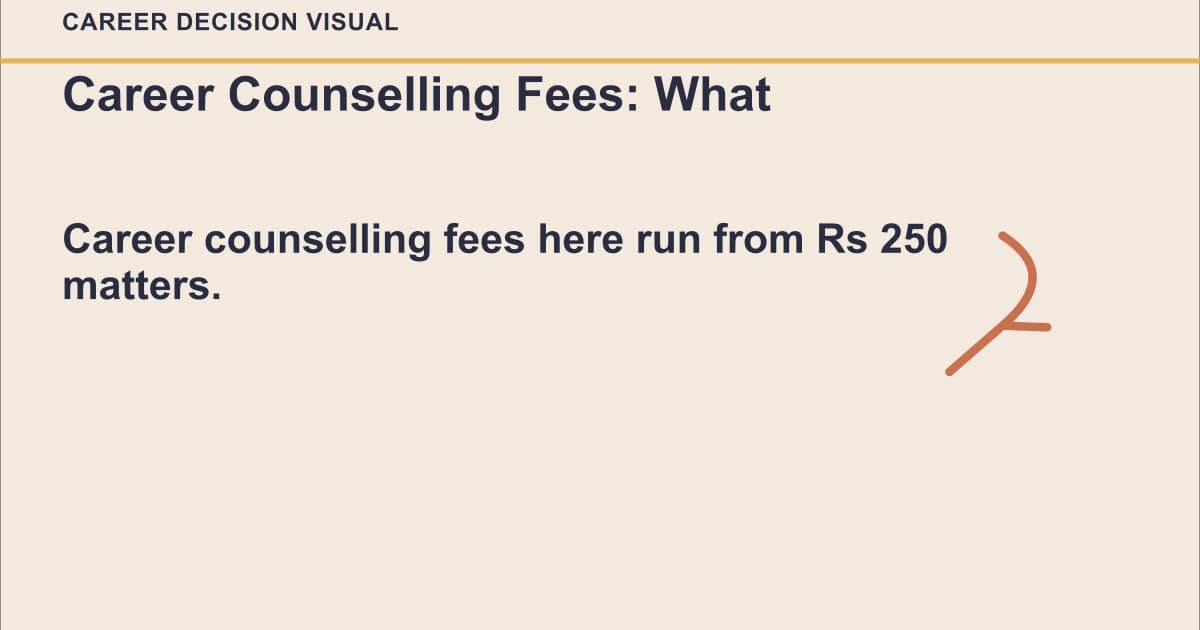 CAREER DECISION VISUAL
Career Counselling Fees: What
Career counselling fees here run from Rs 250
matters.